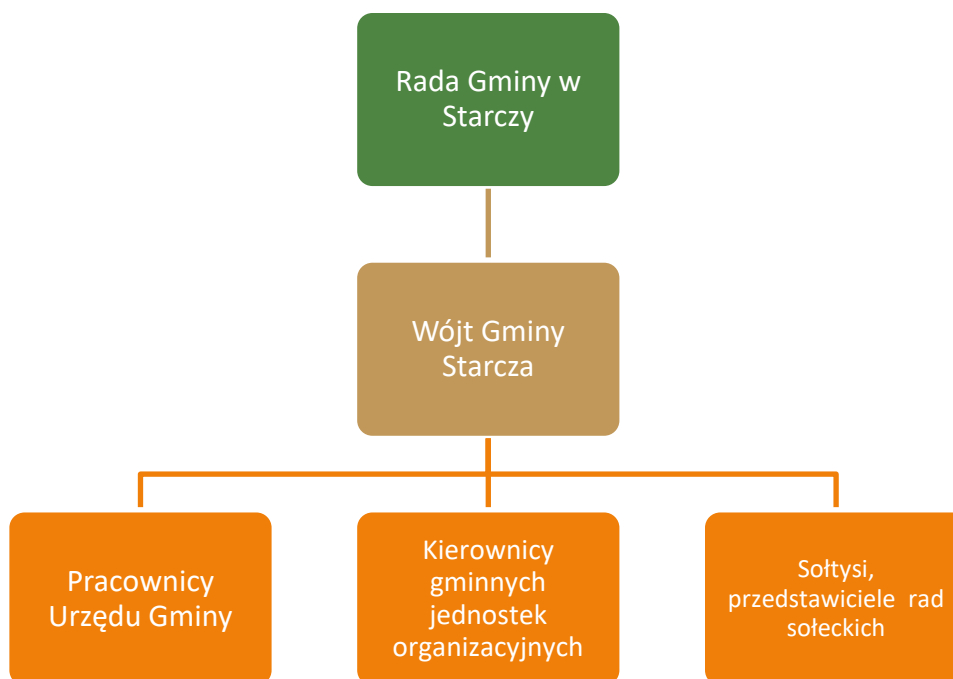 Rada Gminy w
Starczy
Wójt Gminy
Starcza
Pracownicy
Urzędu Gminy
Kierownicy
gminnych
jednostek
organizacyjnych
Sołtysi,
przedstawiciele rad
sołeckich